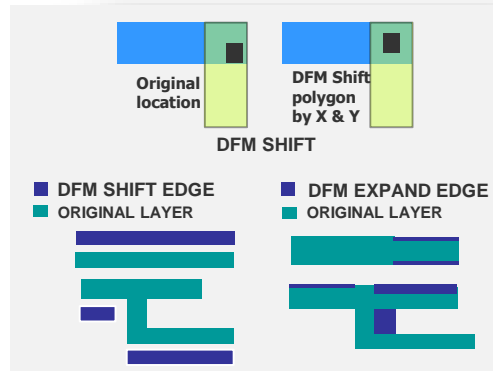 Original
location
DFM Shift
polygon
by X & Y
DFM SHIFT
DFM SHIFT EDGE
ORIGINAL LAYER
DFM EXPAND EDGE
ORIGINAL LAYER